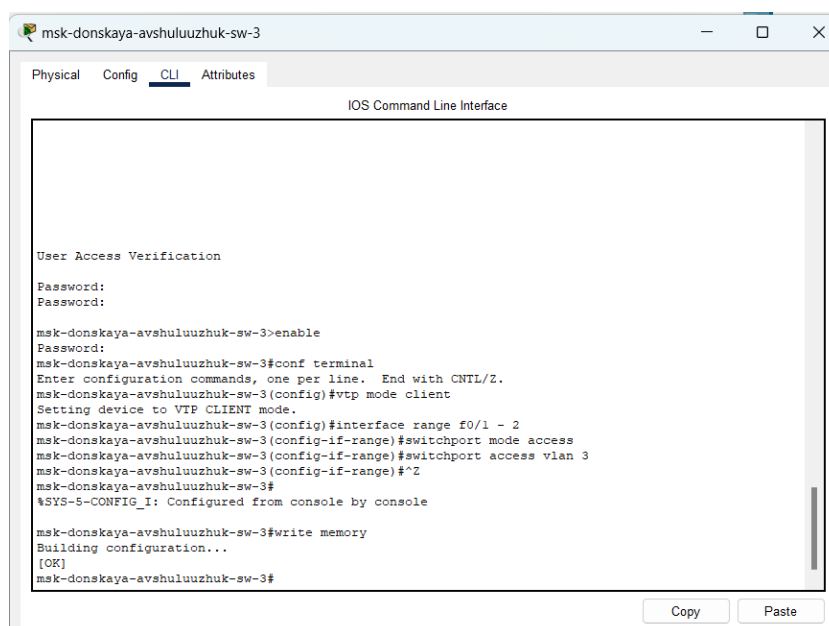 msk-donskaya-avshuluuzhuk-sw-3
Physical Config CLI Attributes
IOS Command Line Interface
User Access Verification
Password:
Password:
msk-donskaya-avshuluuzhuk-sw-3>enable
Password:
msk-donskaya-avshuluuzhuk-sw-3#conf terminal
Enter configuration commands, one per line.  End with CNTL/Z.
msk-donskaya-avshuluuzhuk-sw-3(config)#vtp mode client
Setting device to VTP CLIENT mode.
msk-donskaya-avshuluuzhuk-sw-3(config)#interface range f0/1 - 2
msk-donskaya-avshuluuzhuk-sw-3(config-if-range)#switchport mode access
msk-donskaya-avshuluuzhuk-sw-3(config-if-range)#switchport access vlan 3
msk-donskaya-avshuluuzhuk-sw-3(config-if-range)#^Z
msk-donskaya-avshuluuzhuk-sw-3#
%SYS-5-CONFIG_I: Configured from console by console
msk-donskaya-avshuluuzhuk-sw-3#write memory
Building configuration...
[OK]
msk-donskaya-avshuluuzhuk-sw-3#
Copy Paste